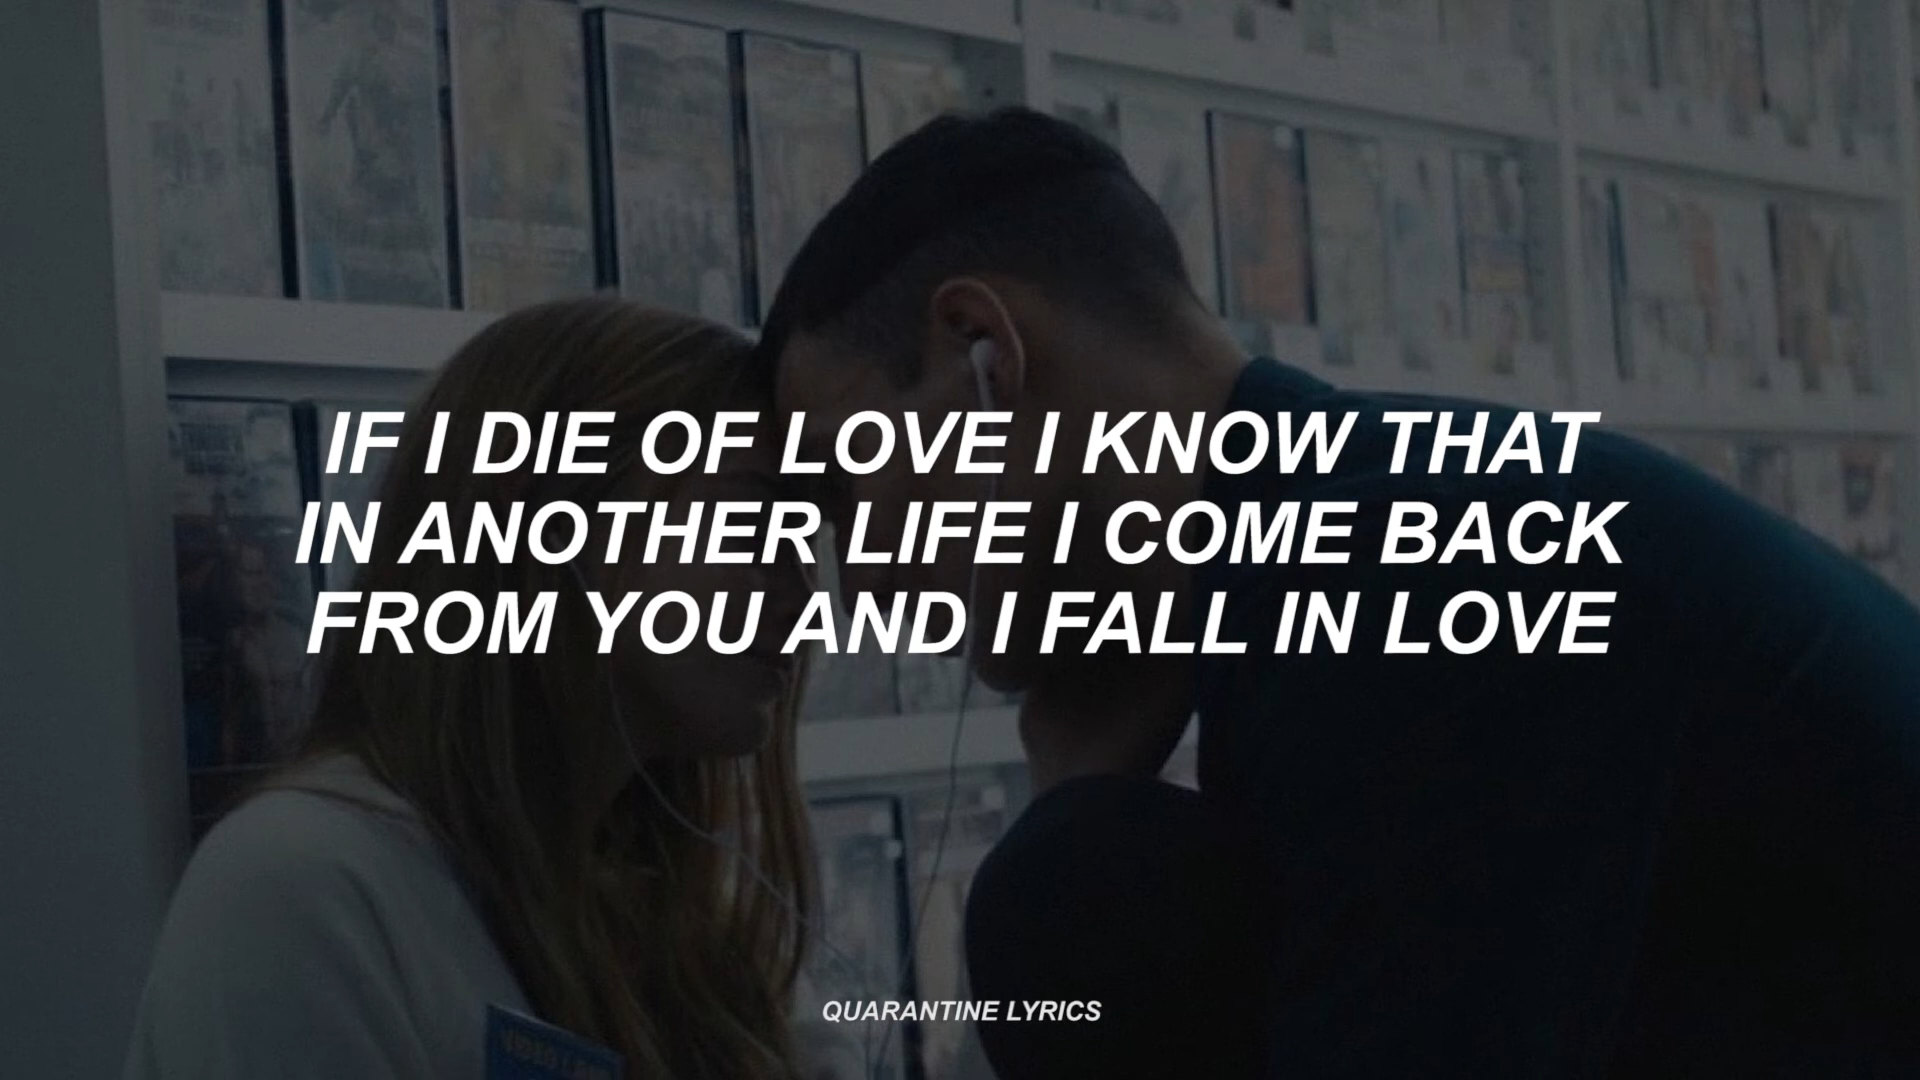 IF I DIE OF LOVE I KNOW THAT
IN ANOTHER LIFE I COME BACK
FROM YOU AND I FALL IN LOVE
QUARANTINE LYRICS